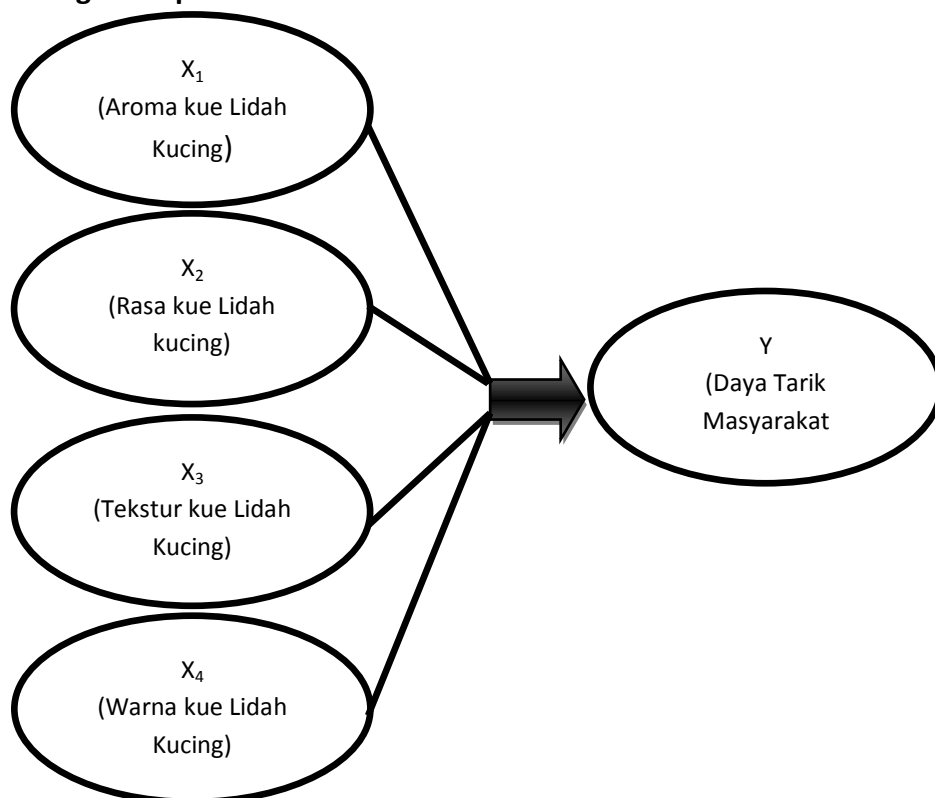 X₁
(Aroma kue Lidah
Kucing)
X₂
(Rasa kue Lidah
kucing)
X₃
(Tekstur kue Lidah
Kucing)
X₄
(Warna kue Lidah
Kucing)
Y
(Daya Tarik
Masyarakat